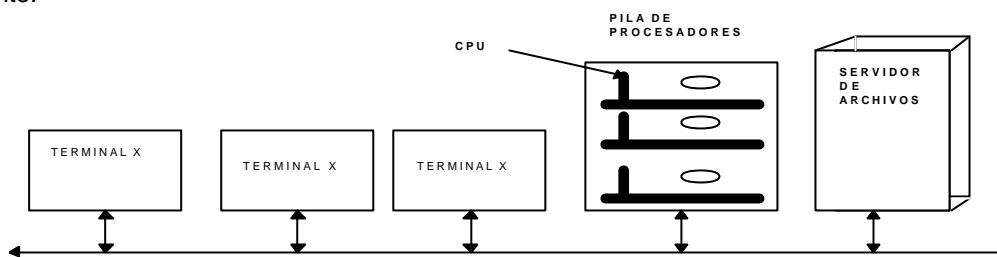 PILA DE
PROCESADORES
CPU
SERVIDOR
DE
ARCHIVOS
TERMINAL X
TERMINAL X
TERMINAL X